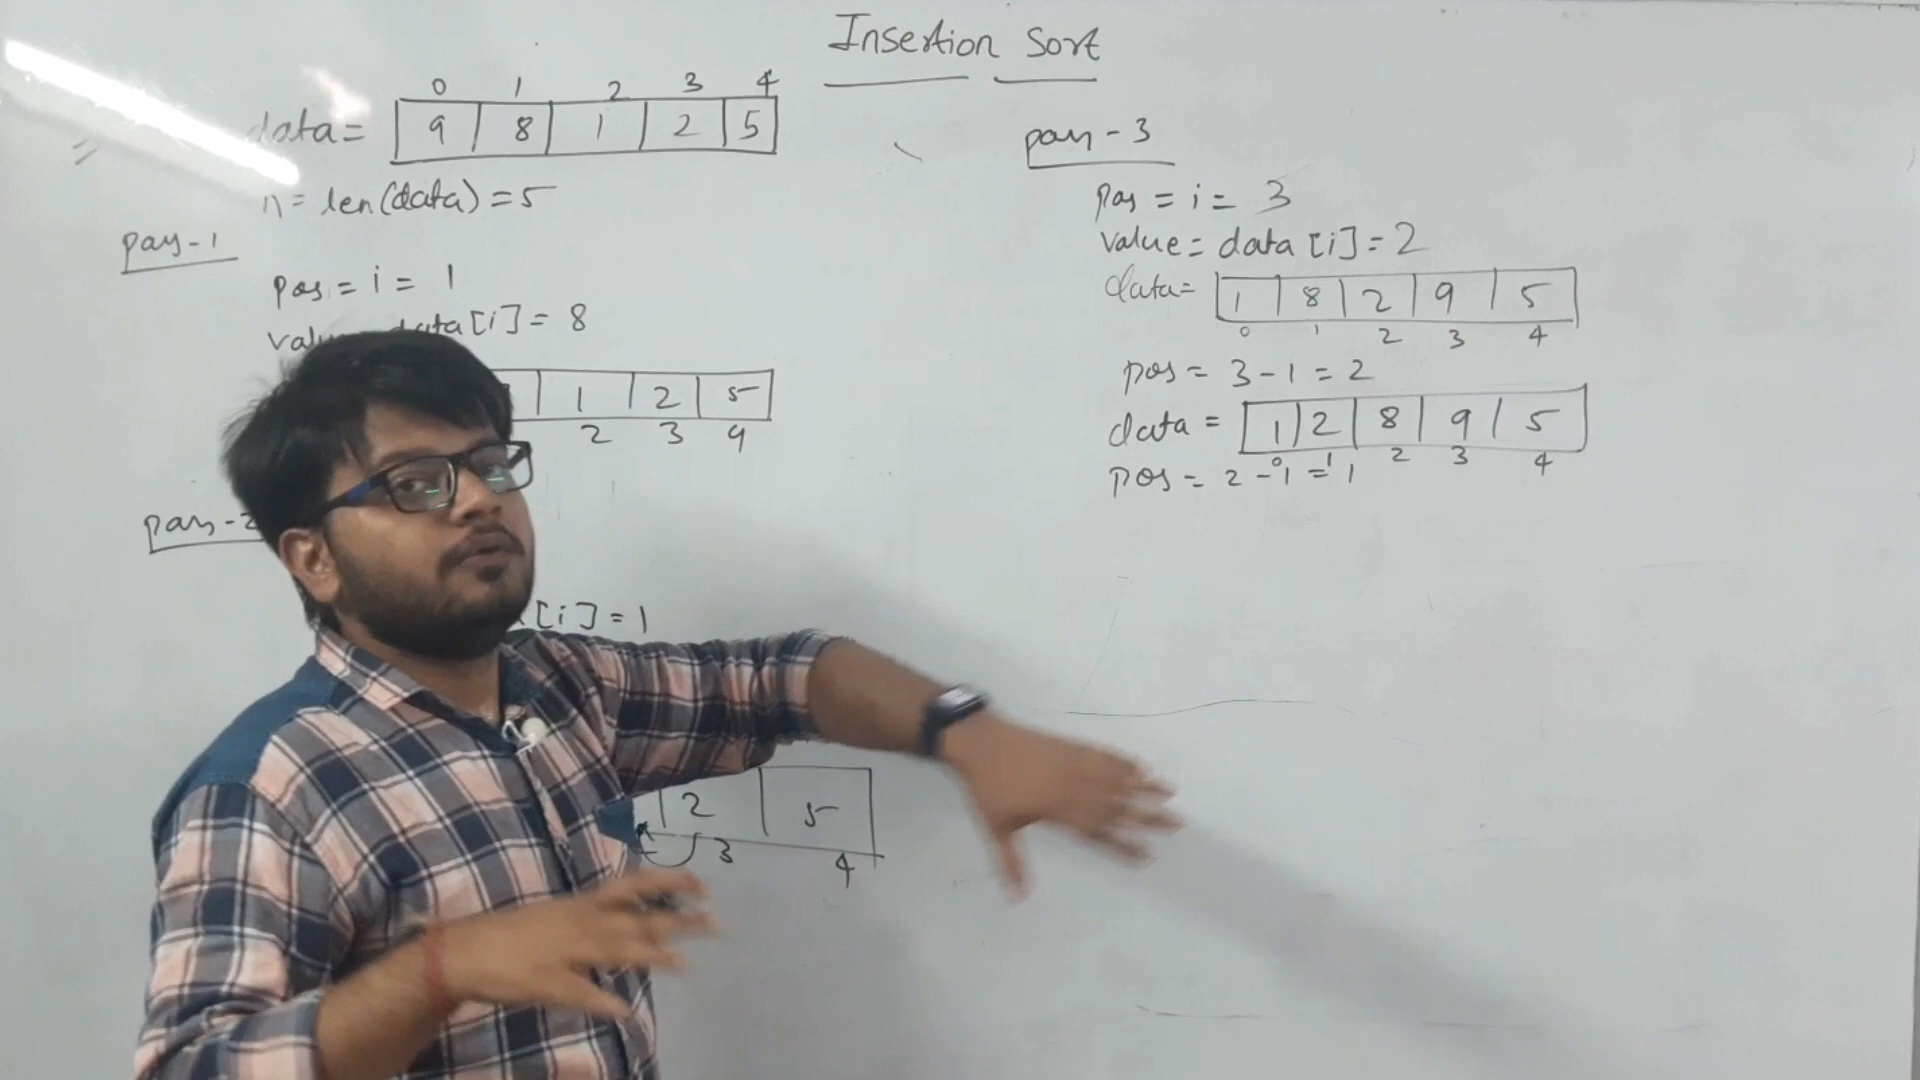 Insertion Sort
0 1 2 3 4
data= 9 8 1 2 5
n = len(data) = 5
pass-1
pos = i = 1
data[i] = 8
1 2 5
2 3 4
pass-2
[i] = 1
2 5
3 4
pass-3
pos = i = 3
value = data [i] = 2
data= 1 8 2 9 5
0 1 2 3 4
pos = 3-1 = 2
data = 1 2 8 9 5
0 1 2 3 4
pos = 2-1 = 1